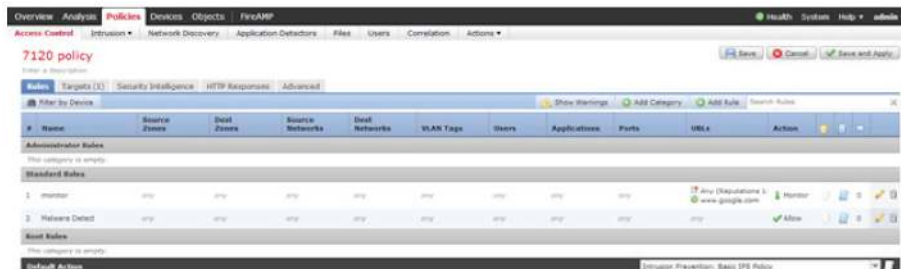 Overview Analysis Policies Devices Objects FireAMP Health System Help admin
Access Control Intrusion Network Discovery Application Detectors Files Users Correlation Actions
7120 policy Save Cancel Save and Apply
Enter a description
Rules Targets (1) Security Intelligence HTTP Responses Advanced
Filter by Device Show Warnings Add Category Add Rule Search Rules
# Name Source Zones Dest Zones Source Networks Dest Networks VLAN Tags Users Applications Ports URLs Action
Administrator Rules
This category is empty.
Standard Rules
1 monitor any any any any any any any any Any (Reputations 1- www.google.com Monitor 0
2 Malware Detect any any any any any any any any any Allow 0
Root Rules
This category is empty.
Default Action Intrusion Prevention: Basic IPS Policy